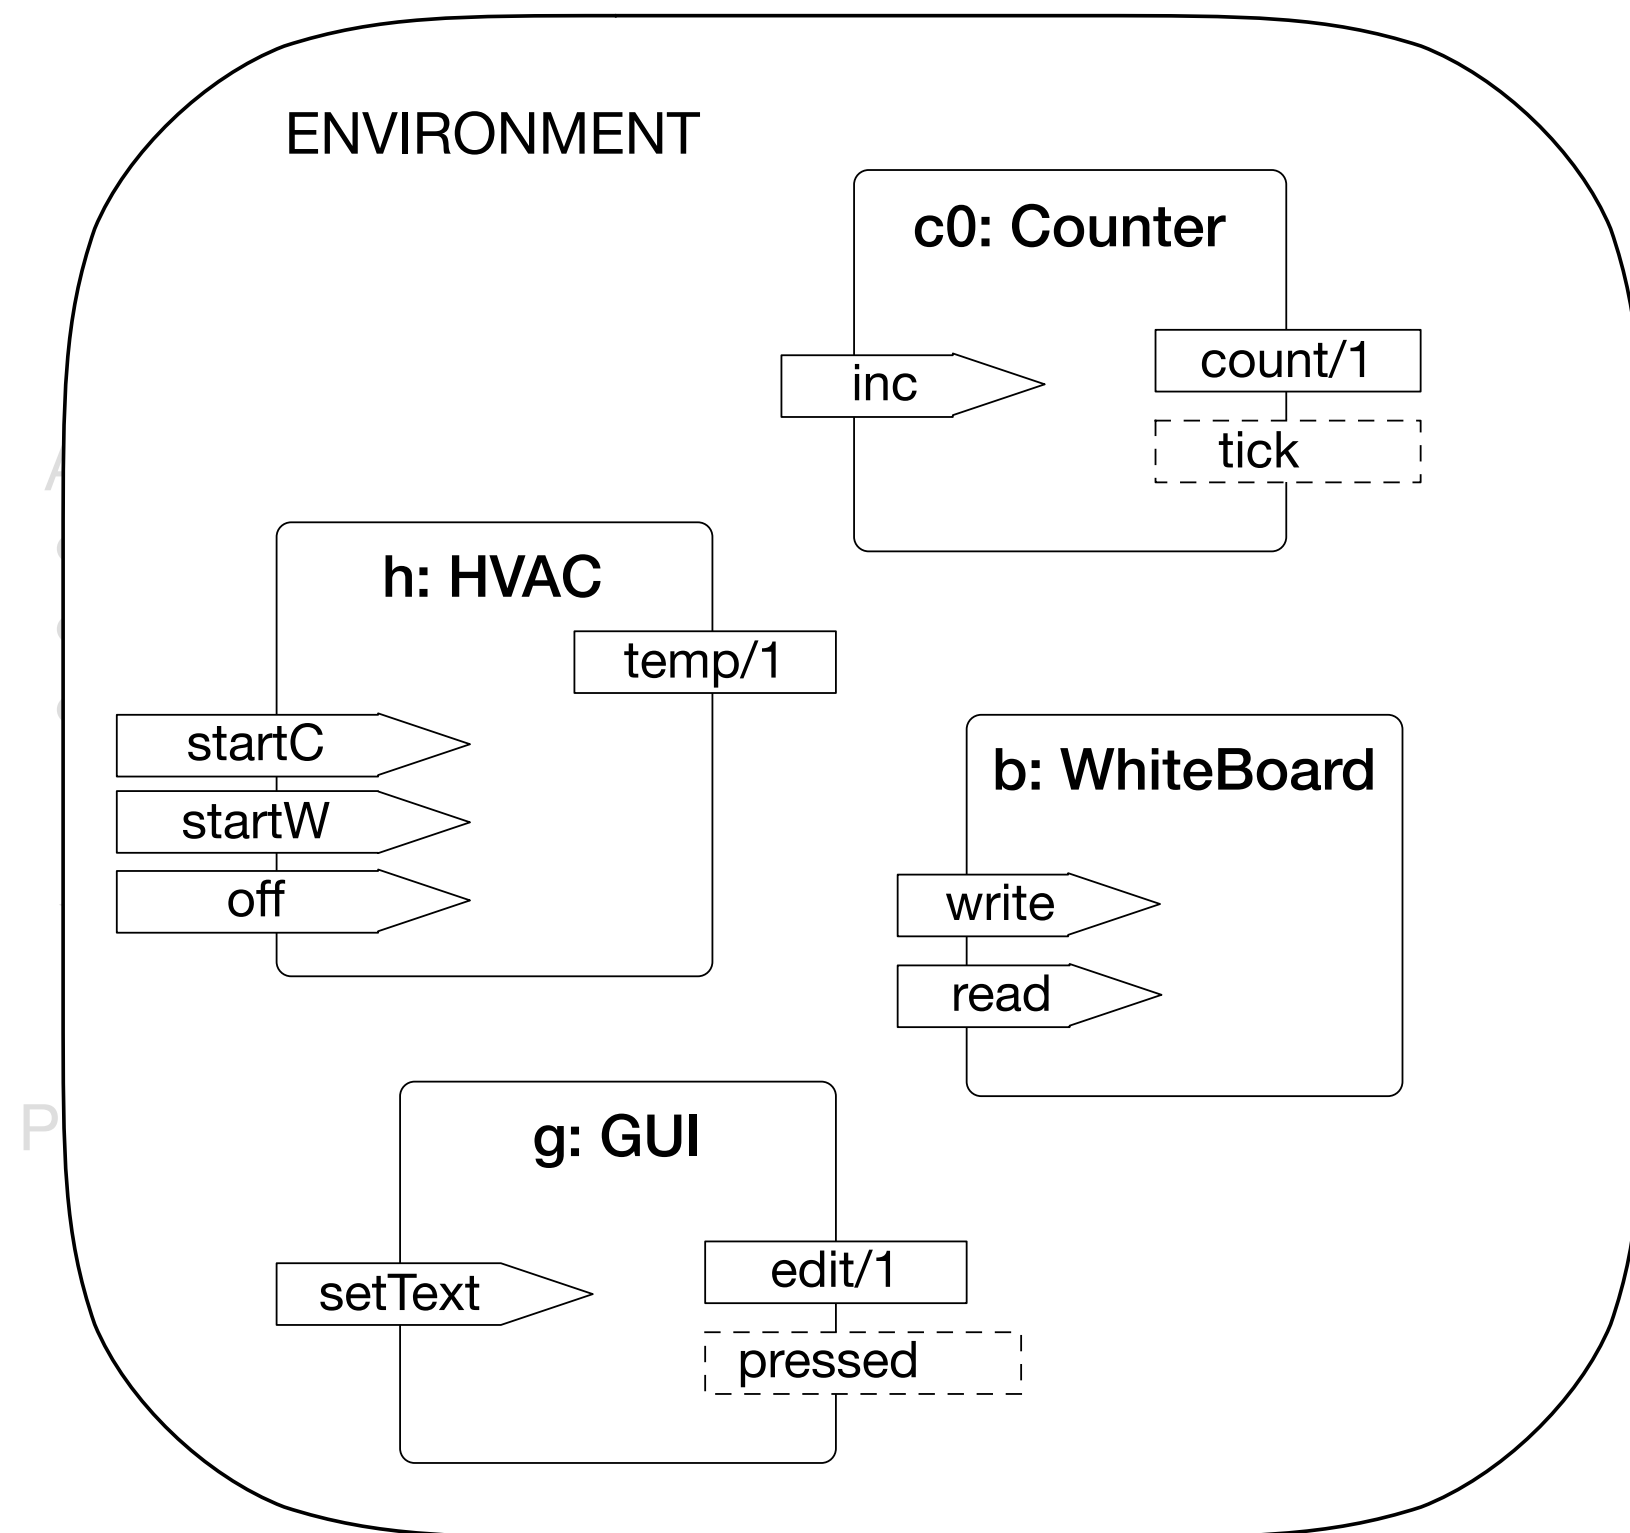 ENVIRONMENT
c0: Counter
inc
count/1
tick
h: HVAC
temp/1
startC
startW
off
b: WhiteBoard
write
read
g: GUI
setText
edit/1
pressed
P